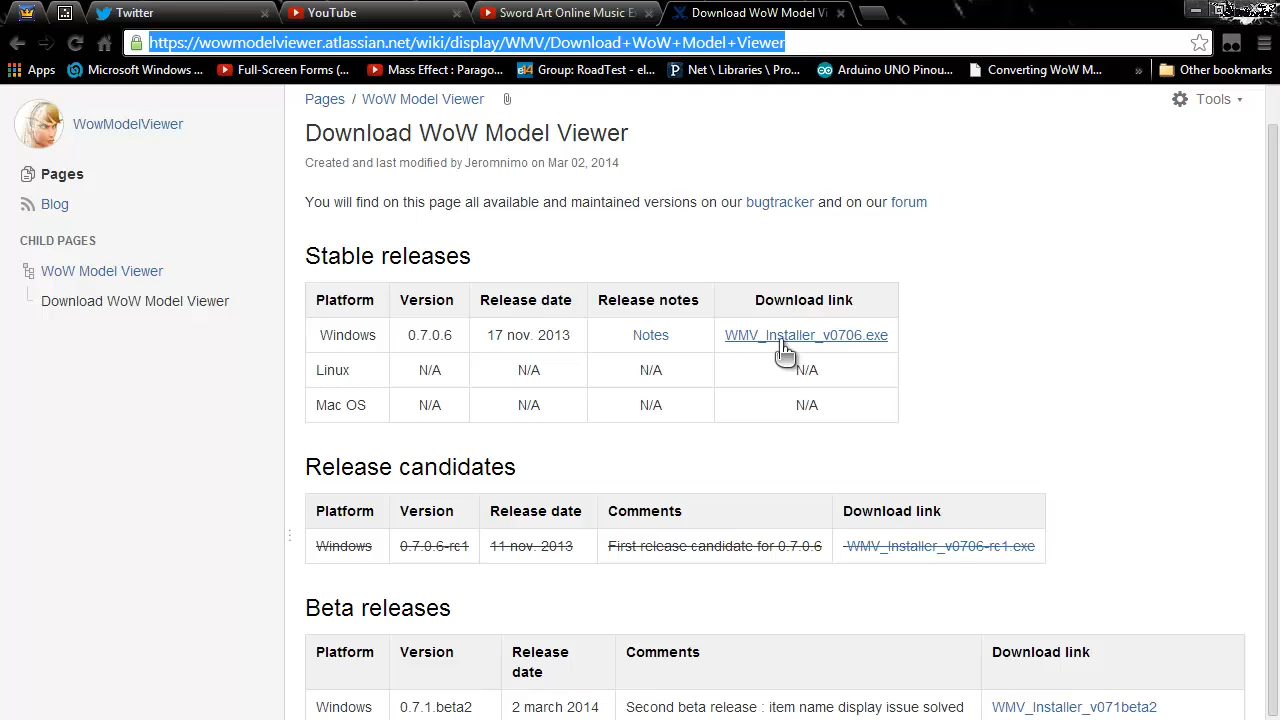 Twitter
YouTube
Sword Art Online Music E
Download WoW Model Vi
https://wowmodelviewer.atlassian.net/wiki/display/WMV/Download+WoW+Model+Viewer
Apps
Microsoft Windows ...
Full-Screen Forms (...
Mass Effect : Parago...
Group: RoadTest - el...
Net \ Libraries \ Pro...
Arduino UNO Pinou...
Converting WoW M...
»
Other bookmarks
WowModelViewer
Pages
Blog
CHILD PAGES
WoW Model Viewer
Download WoW Model Viewer
Pages / WoW Model Viewer
Tools
Download WoW Model Viewer
Created and last modified by Jeromnimo on Mar 02, 2014
You will find on this page all available and maintained versions on our bugtracker and on our forum
Stable releases
Platform Version Release date Release notes Download link
Windows 0.7.0.6 17 nov. 2013 Notes WMV_Installer_v0706.exe
Linux N/A N/A N/A N/A
Mac OS N/A N/A N/A N/A
Release candidates
Platform Version Release date Comments Download link
Windows 0.7.0.6-rc1 11 nov. 2013 First release candidate for 0.7.0.6 WMV_Installer_v0706-rc1.exe
Beta releases
Platform Version Release date Comments Download link
Windows 0.7.1.beta2 2 march 2014 Second beta release : item name display issue solved WMV_Installer_v071beta2